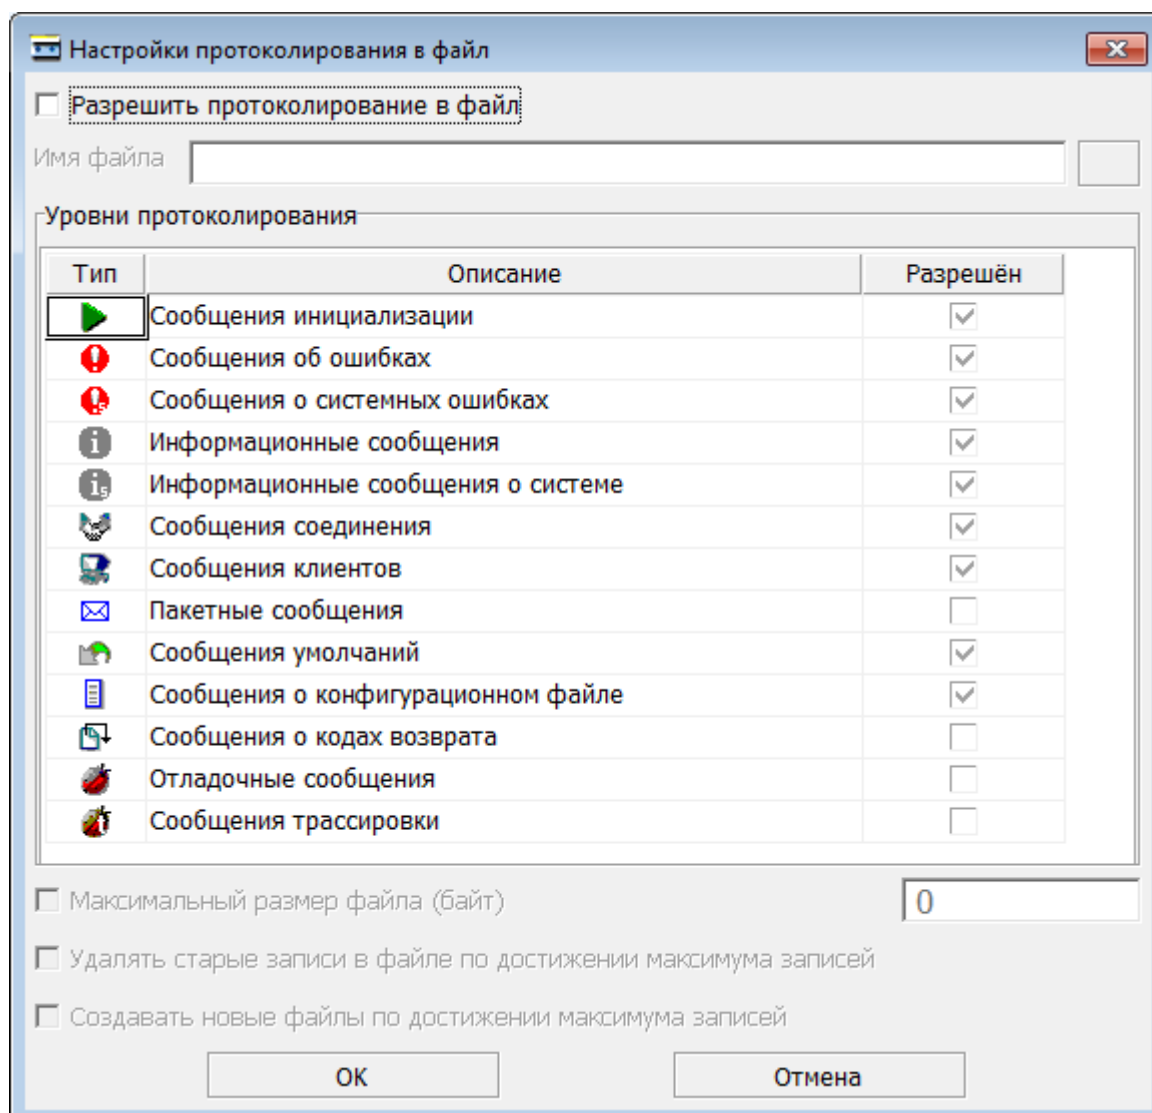 Настройки протоколирования в файл
Разрешить протоколирование в файл
Имя файла
Уровни протоколирования
Тип Описание Разрешён
Сообщения инициализации
Сообщения об ошибках
Сообщения о системных ошибках
Информационные сообщения
Информационные сообщения о системе
Сообщения соединения
Сообщения клиентов
Пакетные сообщения
Сообщения умолчаний
Сообщения о конфигурационном файле
Сообщения о кодах возврата
Отладочные сообщения
Сообщения трассировки
Максимальный размер файла (байт) 0
Удалять старые записи в файле по достижении максимума записей
Создавать новые файлы по достижении максимума записей
ОК Отмена